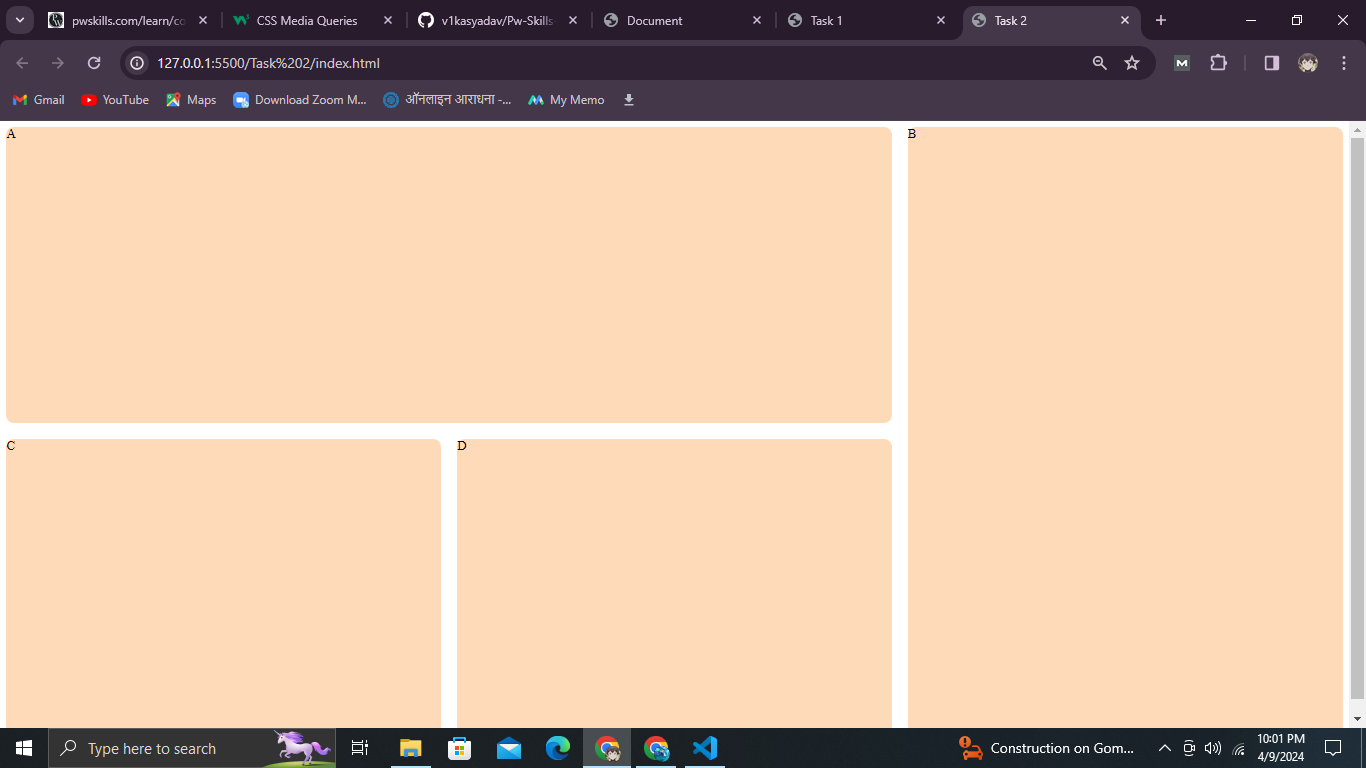 pwskills.com/learn/co
CSS Media Queries
v1kasyadav/Pw-Skills-
Document
Task 1
Task 2
127.0.0.1:5500/Task%202/index.html
Gmail
YouTube
Maps
Download Zoom M...
ऑनलाइन आराधना -...
My Memo
A
B
C
D
Type here to search
Construction on Gom...
10:01 PM
4/9/2024